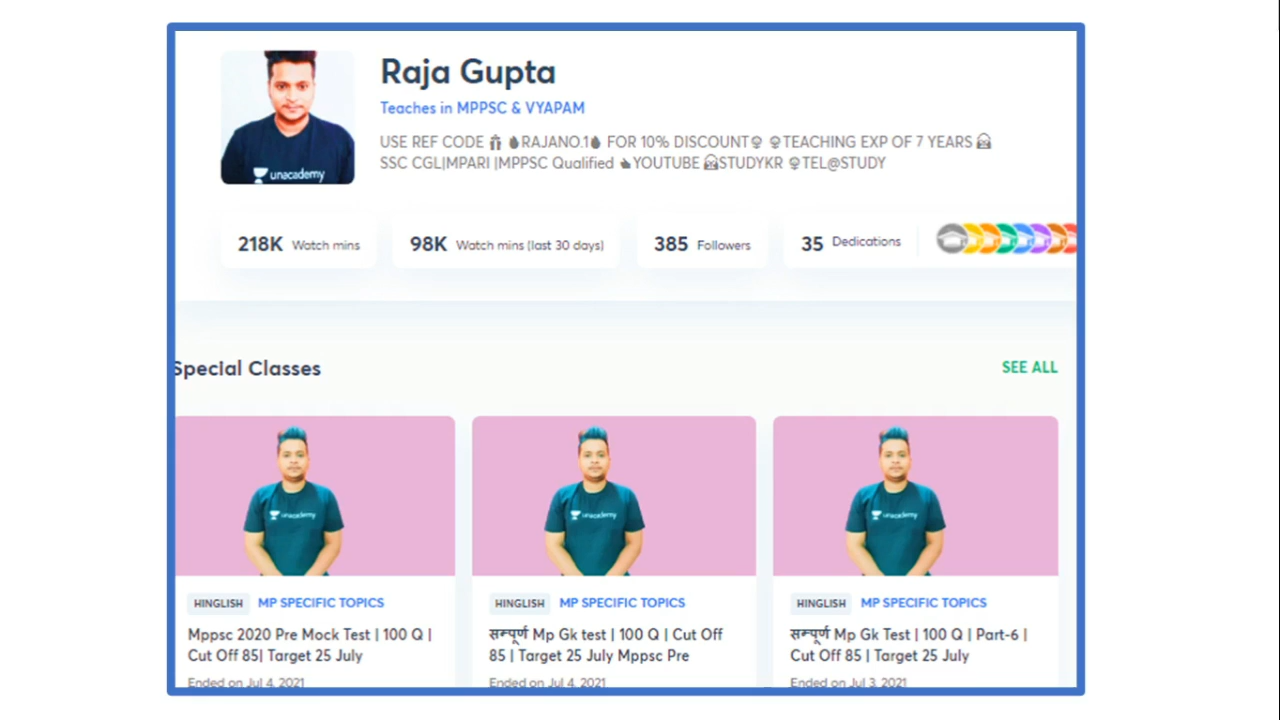 Raja Gupta
Teaches in MPPSC & VYAPAM
USE REF CODE RAJANO.1 FOR 10% DISCOUNT TEACHING EXP OF 7 YEARS
SSC CGL|MPARI |MPPSC Qualified YOUTUBE STUDYKR TEL@STUDY
unacademy
218K Watch mins
98K Watch mins (last 30 days)
385 Followers
35 Dedications
Special Classes
SEE ALL
unacademy
unacademy
unacademy
HINGLISH MP SPECIFIC TOPICS
Mppsc 2020 Pre Mock Test | 100 Q |
Cut Off 85| Target 25 July
Ended on Jul 4, 2021
HINGLISH MP SPECIFIC TOPICS
सम्पूर्ण Mp Gk test | 100 Q | Cut Off
85 | Target 25 July Mppsc Pre
Ended on Jul 4, 2021
HINGLISH MP SPECIFIC TOPICS
सम्पूर्ण Mp Gk Test | 100 Q | Part-6 |
Cut Off 85 | Target 25 July
Ended on Jul 3, 2021